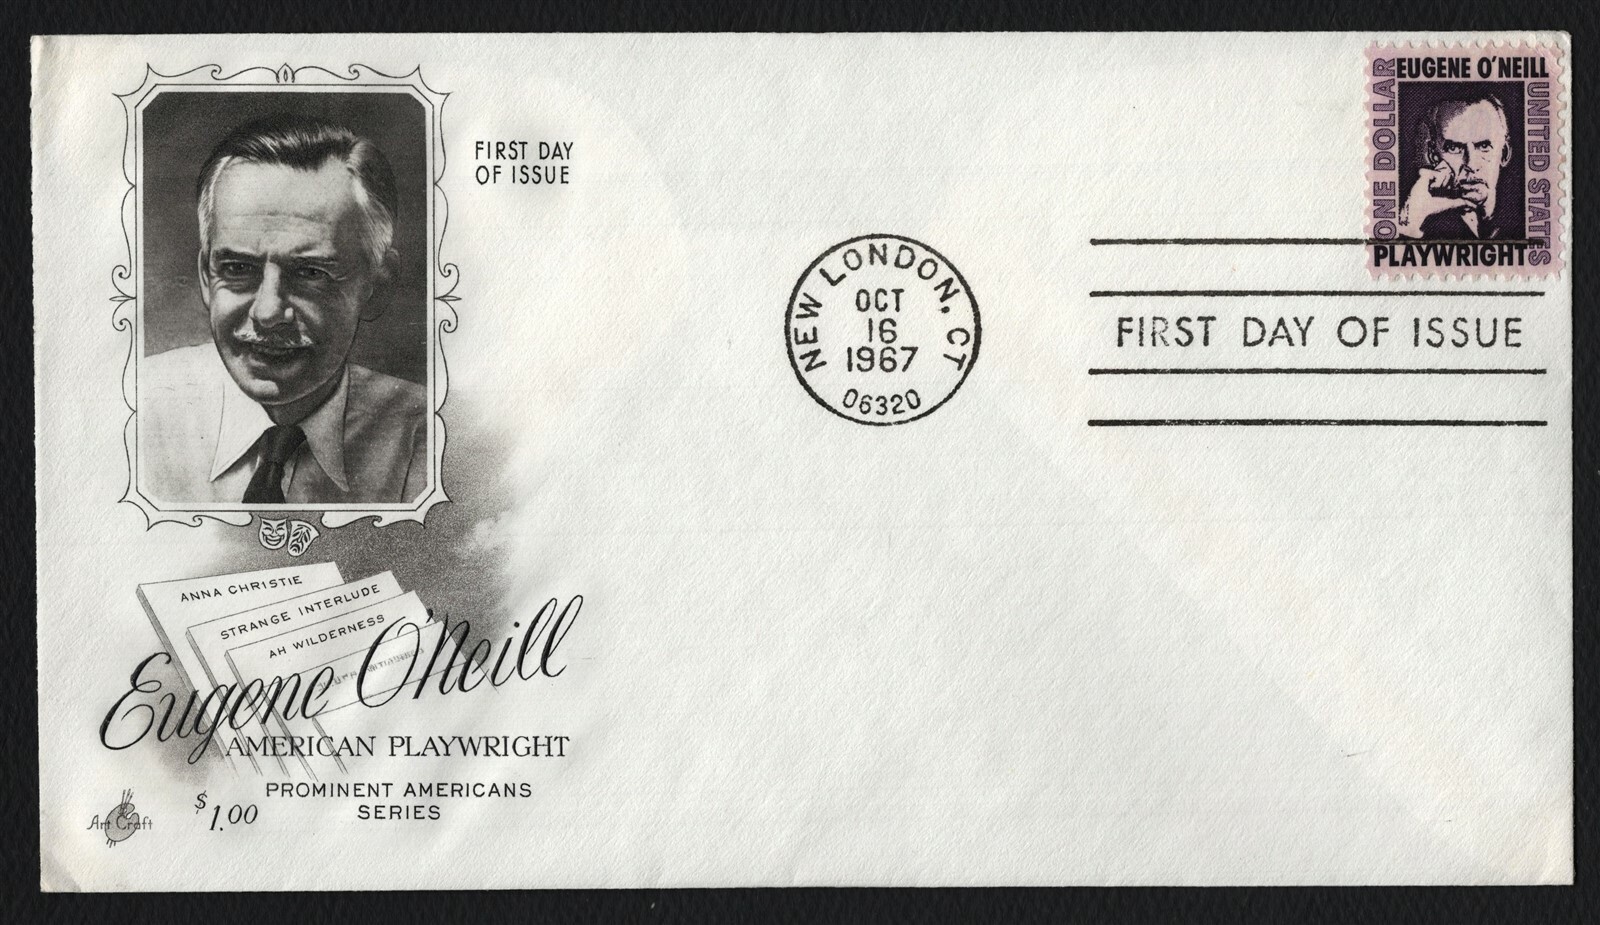 FIRST DAY
OF ISSUE
ONE DOLLAR
EUGENE O'NEILL
UNITED STATES
PLAYWRIGHT
NEW LONDON, CT
OCT
16
1967
06320
FIRST DAY OF ISSUE
ANNA CHRISTIE
STRANGE INTERLUDE
AH WILDERNESS
Eugene O'Neill
AMERICAN PLAYWRIGHT
PROMINENT AMERICANS
SERIES
$1.00
Art Craft